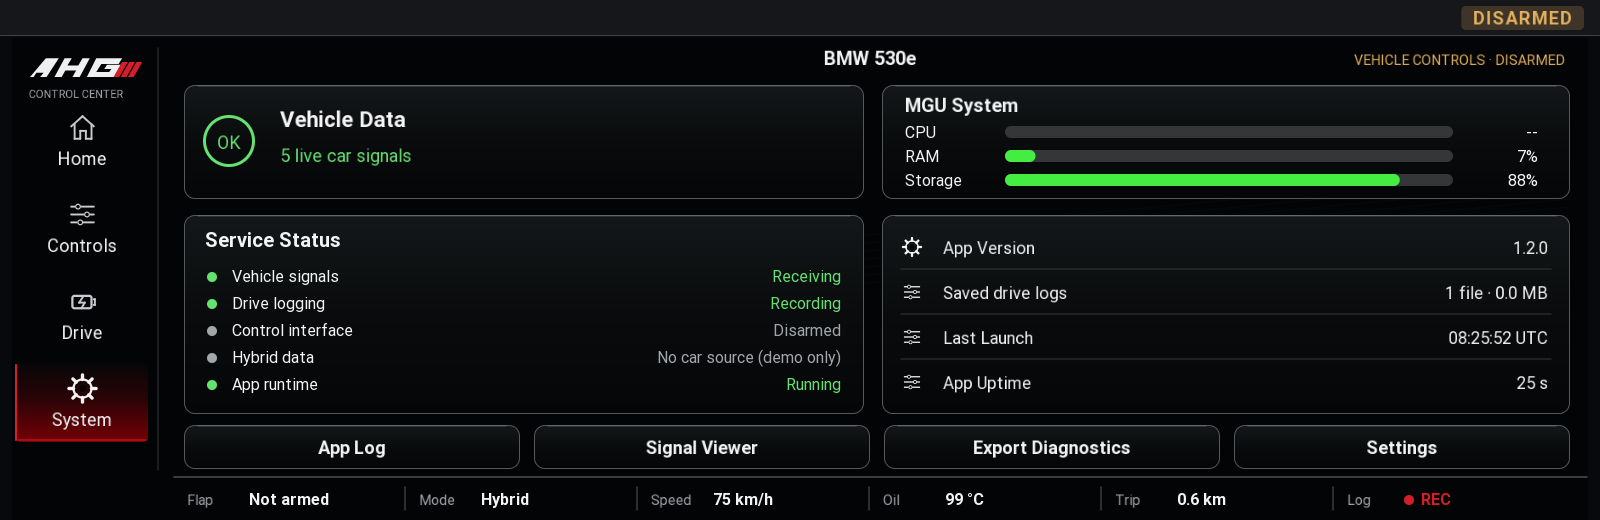 DISARMED
AHG
CONTROL CENTER
BMW 530e
VEHICLE CONTROLS · DISARMED
Home
Controls
Drive
System
OK
Vehicle Data
5 live car signals
MGU System
CPU --
RAM 7%
Storage 88%
Service Status
Vehicle signals Receiving
Drive logging Recording
Control interface Disarmed
Hybrid data No car source (demo only)
App runtime Running
App Version 1.2.0
Saved drive logs 1 file · 0.0 MB
Last Launch 08:25:52 UTC
App Uptime 25 s
App Log
Signal Viewer
Export Diagnostics
Settings
Flap Not armed
Mode Hybrid
Speed 75 km/h
Oil 99 °C
Trip 0.6 km
Log REC